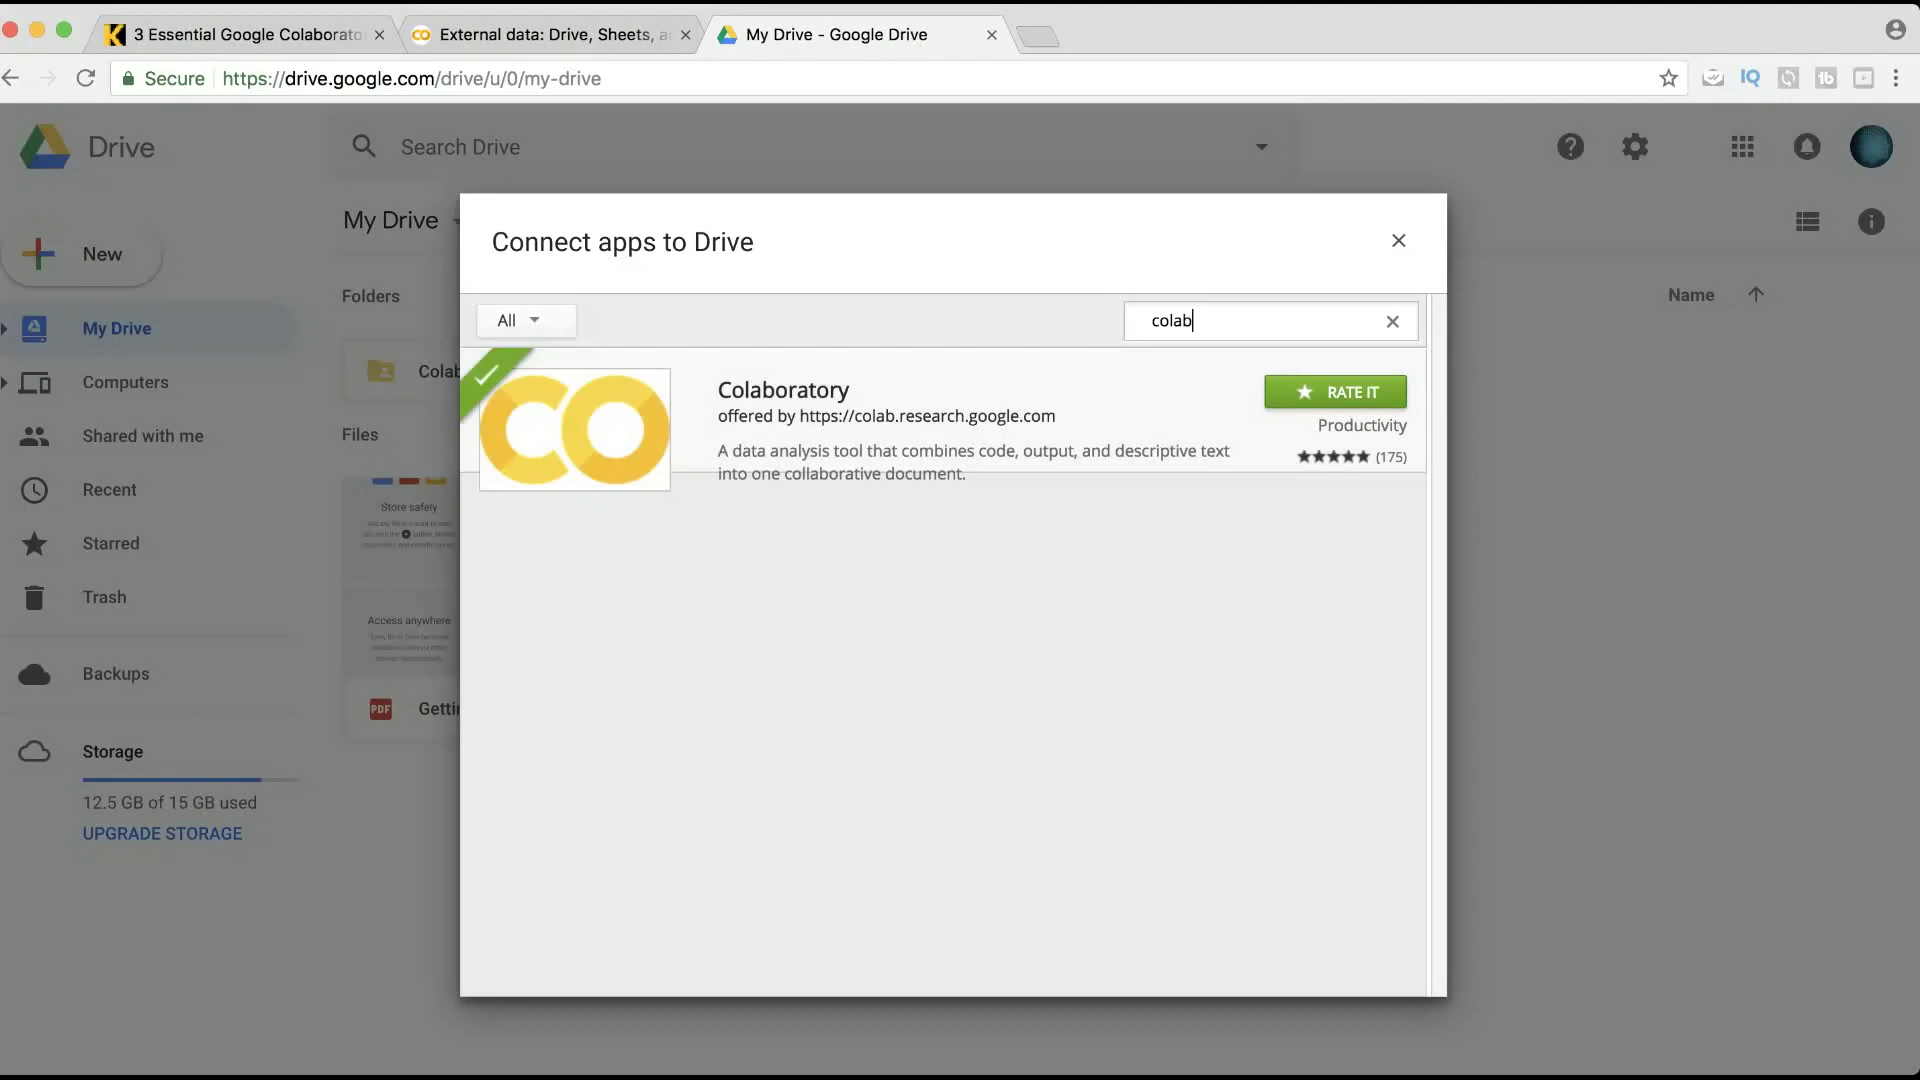 3 Essential Google Colaborato
External data: Drive, Sheets, a
My Drive - Google Drive
Secure
https://drive.google.com/drive/u/0/my-drive
IQ
tb
Drive
Search Drive
My Drive
Connect apps to Drive
New
Folders
Name
All
colab
My Drive
Colab
Computers
Colaboratory
RATE IT
offered by https://colab.research.google.com
Productivity
Files
Shared with me
A data analysis tool that combines code, output, and descriptive text
(175)
into one collaborative document.
CO
Recent
Store safely
Starred
Trash
Access anywhere
Backups
PDF
Gettin
Storage
12.5 GB of 15 GB used
UPGRADE STORAGE